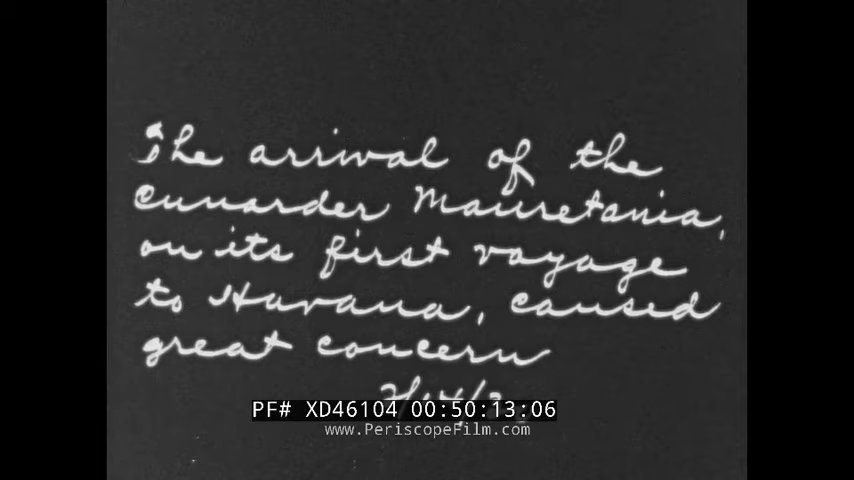 The arrival of the
Cunarder Mauretania,
on its first voyage
to Havana, caused
great concern
PF# XD46104 00:50:13:06
www.PeriscopeFilm.com